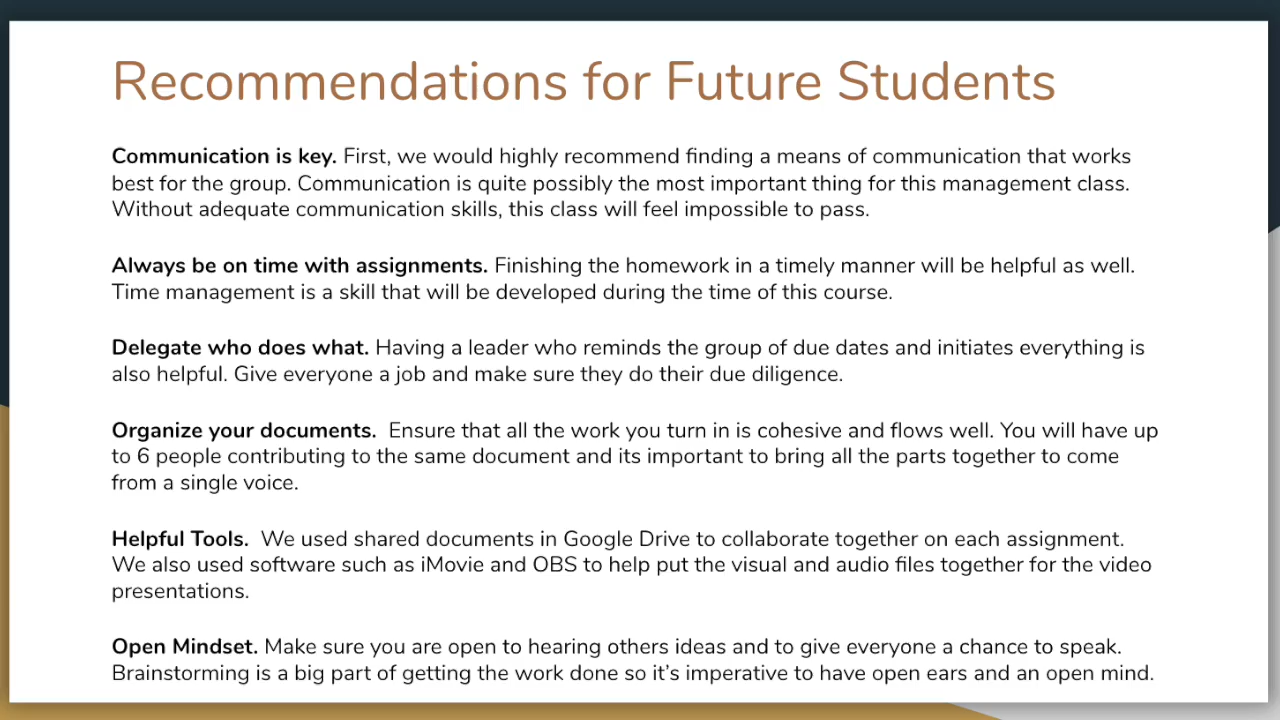 Recommendations for Future Students
Communication is key. First, we would highly recommend finding a means of communication that works
best for the group. Communication is quite possibly the most important thing for this management class.
Without adequate communication skills, this class will feel impossible to pass.
Always be on time with assignments. Finishing the homework in a timely manner will be helpful as well.
Time management is a skill that will be developed during the time of this course.
Delegate who does what. Having a leader who reminds the group of due dates and initiates everything is
also helpful. Give everyone a job and make sure they do their due diligence.
Organize your documents.  Ensure that all the work you turn in is cohesive and flows well. You will have up
to 6 people contributing to the same document and its important to bring all the parts together to come
from a single voice.
Helpful Tools.  We used shared documents in Google Drive to collaborate together on each assignment.
We also used software such as iMovie and OBS to help put the visual and audio files together for the video
presentations.
Open Mindset. Make sure you are open to hearing others ideas and to give everyone a chance to speak.
Brainstorming is a big part of getting the work done so it’s imperative to have open ears and an open mind.